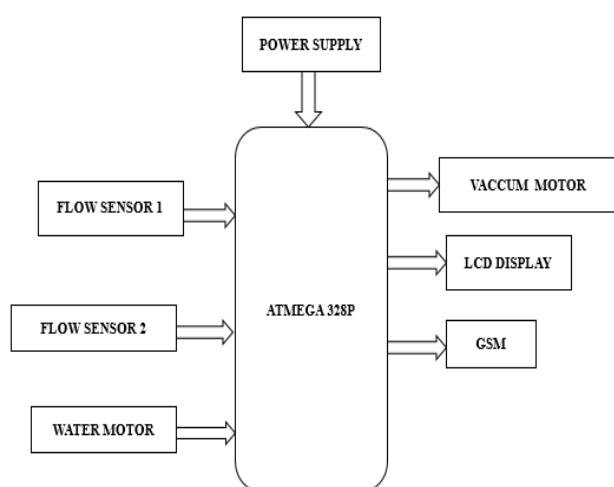 POWER SUPPLY
FLOW SENSOR 1
FLOW SENSOR 2
WATER MOTOR
ATMEGA 328P
VACCUM MOTOR
LCD DISPLAY
GSM